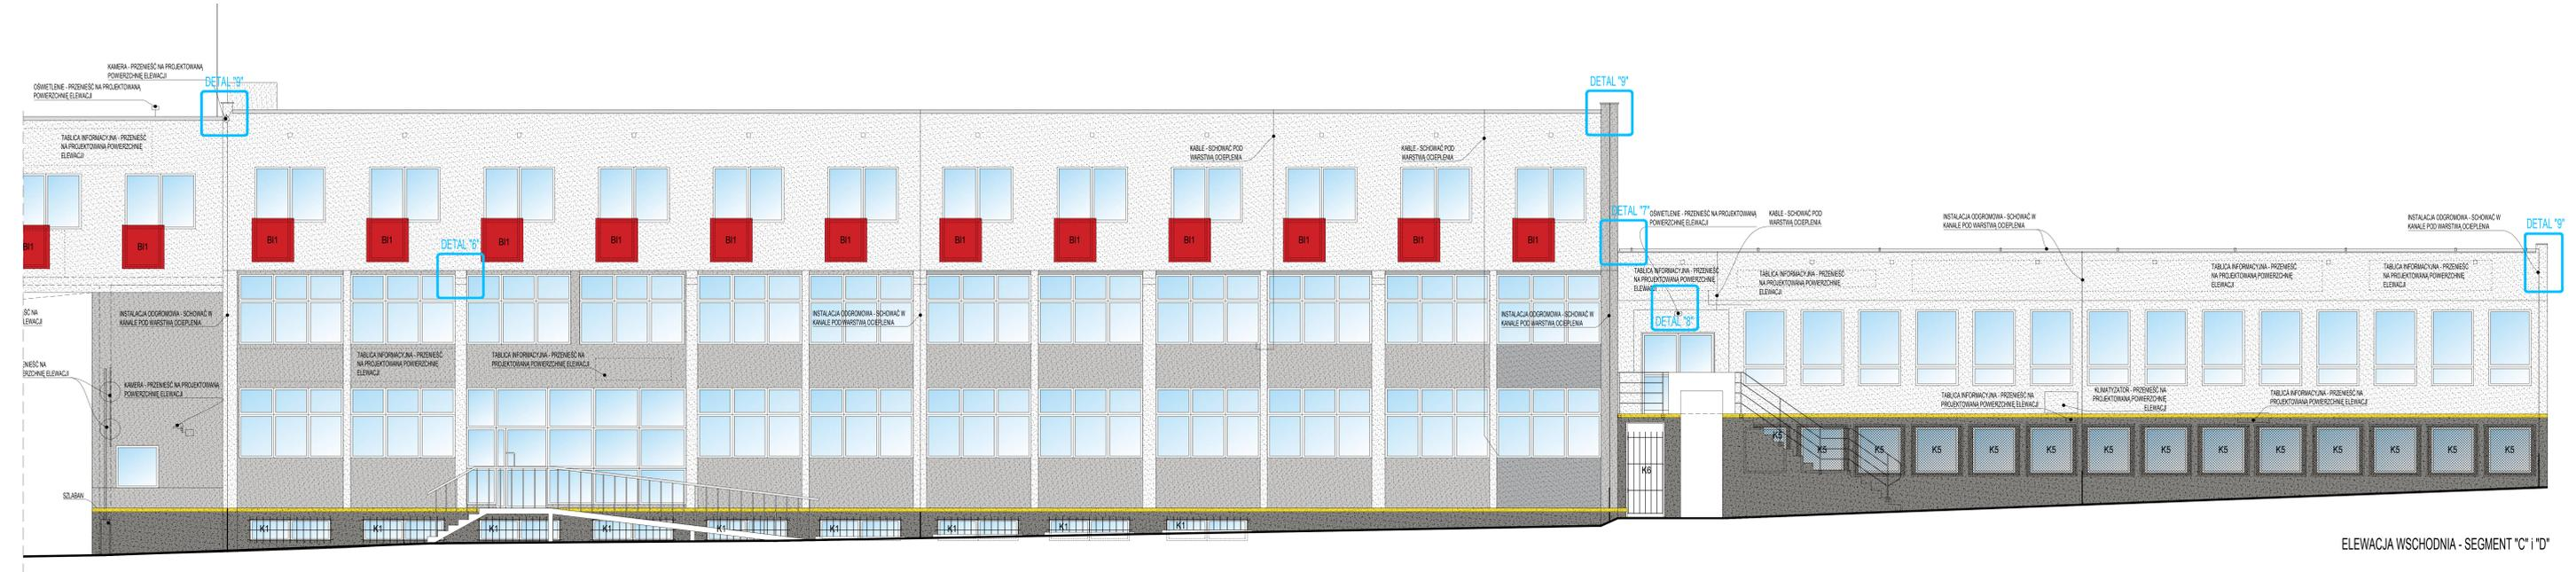 KAMERA - PRZENIEŚĆ NA PROJEKTOWANĄ
POWIERZCHNIĘ ELEWACJI
DETAL "9"
OŚWIETLENIE - PRZENIEŚĆ NA PROJEKTOWANĄ
POWIERZCHNIĘ ELEWACJI
TABLICA INFORMACYJNA - PRZENIEŚĆ
NA PROJEKTOWANĄ POWIERZCHNIĘ
ELEWACJI
DETAL "9"
KABLE - SCHOWAĆ POD
WARSTWĄ OCIEPLENIA
KABLE - SCHOWAĆ POD
WARSTWĄ OCIEPLENIA
BI1
BI1
BI1
BI1
BI1
BI1
BI1
BI1
BI1
BI1
BI1
BI1
BI1
BI1
DETAL "6"
DETAL "7"
OŚWIETLENIE - PRZENIEŚĆ NA PROJEKTOWANĄ
POWIERZCHNIĘ ELEWACJI
KABLE - SCHOWAĆ POD
WARSTWĄ OCIEPLENIA
INSTALACJA ODGROMOWA - SCHOWAĆ W
KANALE POD WARSTWĄ OCIEPLENIA
INSTALACJA ODGROMOWA - SCHOWAĆ W
KANALE POD WARSTWĄ OCIEPLENIA
DETAL "9"
TABLICA INFORMACYJNA - PRZENIEŚĆ
NA PROJEKTOWANĄ POWIERZCHNIĘ
ELEWACJI
TABLICA INFORMACYJNA - PRZENIEŚĆ
NA PROJEKTOWANĄ POWIERZCHNIĘ
ELEWACJI
TABLICA INFORMACYJNA - PRZENIEŚĆ
NA PROJEKTOWANĄ POWIERZCHNIĘ
ELEWACJI
TABLICA INFORMACYJNA - PRZENIEŚĆ
NA PROJEKTOWANĄ POWIERZCHNIĘ
ELEWACJI
DETAL "8"
ŚĆ NA
LEWACJI
INSTALACJA ODGROMOWA - SCHOWAĆ W
KANALE POD WARSTWĄ OCIEPLENIA
INSTALACJA ODGROMOWA - SCHOWAĆ W
KANALE POD WARSTWĄ OCIEPLENIA
INSTALACJA ODGROMOWA - SCHOWAĆ W
KANALE POD WARSTWĄ OCIEPLENIA
TABLICA INFORMACYJNA - PRZENIEŚĆ
NA PROJEKTOWANĄ POWIERZCHNIĘ
ELEWACJI
TABLICA INFORMACYJNA - PRZENIEŚĆ NA
PROJEKTOWANĄ POWIERZCHNIĘ ELEWACJI
ENIEŚĆ NA
ERZCHNIĘ ELEWACJI
KAMERA - PRZENIEŚĆ NA PROJEKTOWANĄ
POWIERZCHNIĘ ELEWACJI
TABLICA INFORMACYJNA - PRZENIEŚĆ NA
PROJEKTOWANĄ POWIERZCHNIĘ ELEWACJI
KLIMATYZATOR - PRZENIEŚĆ NA
PROJEKTOWANĄ POWIERZCHNIĘ
ELEWACJI
TABLICA INFORMACYJNA - PRZENIEŚĆ NA
PROJEKTOWANĄ POWIERZCHNIĘ ELEWACJI
K5
K5
K5
K5
K5
K5
K5
K5
K5
K5
K5
K5
K5
K5
K6
SZLABAN
K1
K1
K1
K1
K1
K1
K1
K1
K1
ELEWACJA WSCHODNIA - SEGMENT "C" i "D"